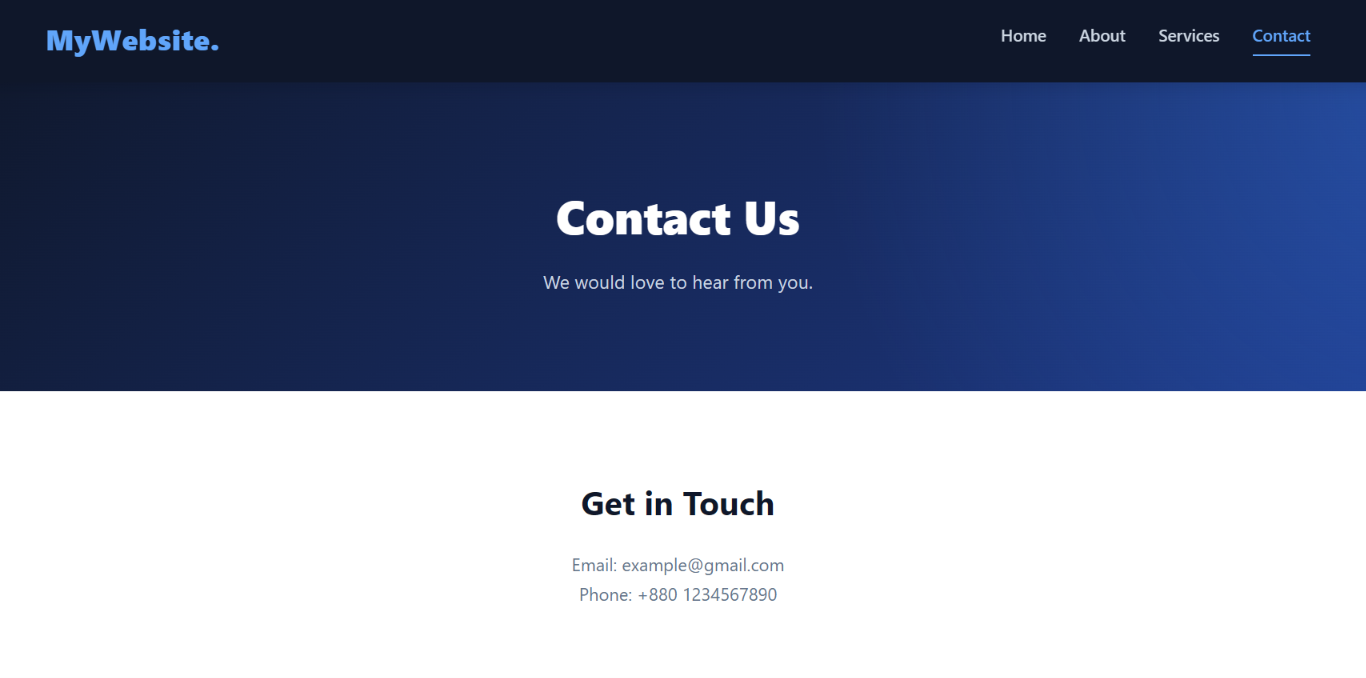 MyWebsite.
Home About Services Contact
Contact Us
We would love to hear from you.
Get in Touch
Email: example@gmail.com
Phone: +880 1234567890